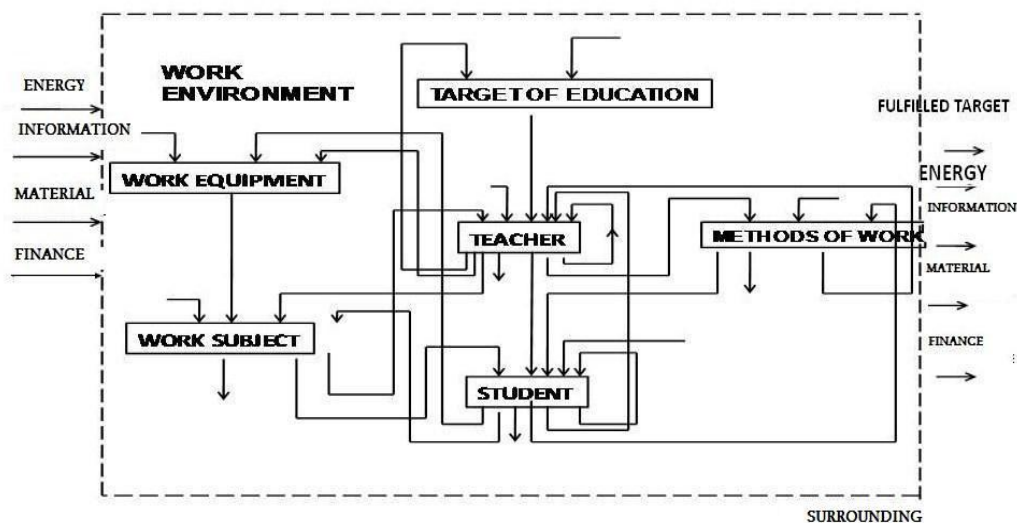 WORK
ENVIRONMENT
TARGET OF EDUCATION
ENERGY
FULFILLED TARGET
INFORMATION
WORK EQUIPMENT
ENERGY
MATERIAL
INFORMATION
TEACHER
METHODS OF WORK
FINANCE
MATERIAL
WORK SUBJECT
FINANCE
STUDENT
SURROUNDING